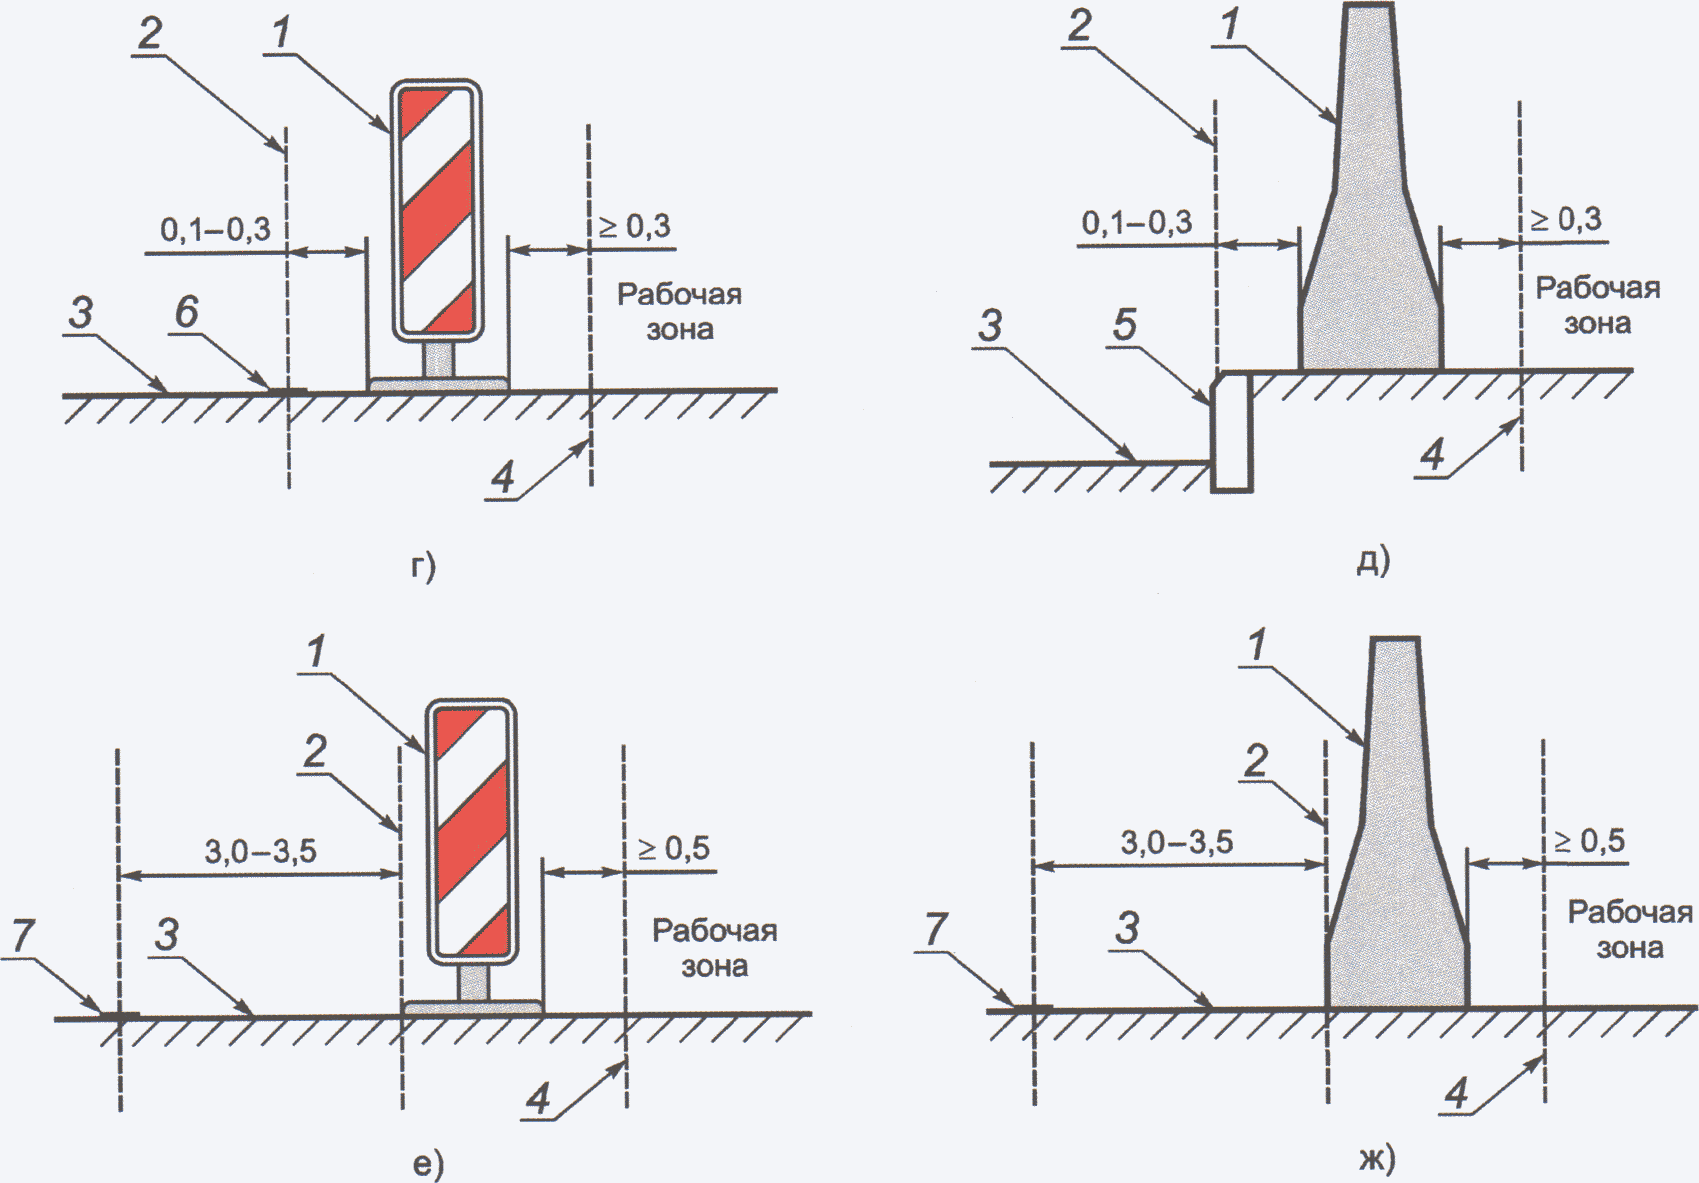 2
1
0,1–0,3
≥ 0,3
Рабочая
зона
3
6
4
г)
2
1
0,1–0,3
≥ 0,3
Рабочая
зона
3
5
4
д)
1
2
3,0–3,5
≥ 0,5
Рабочая
зона
7
3
4
е)
1
2
3,0–3,5
≥ 0,5
Рабочая
зона
7
3
4
ж)